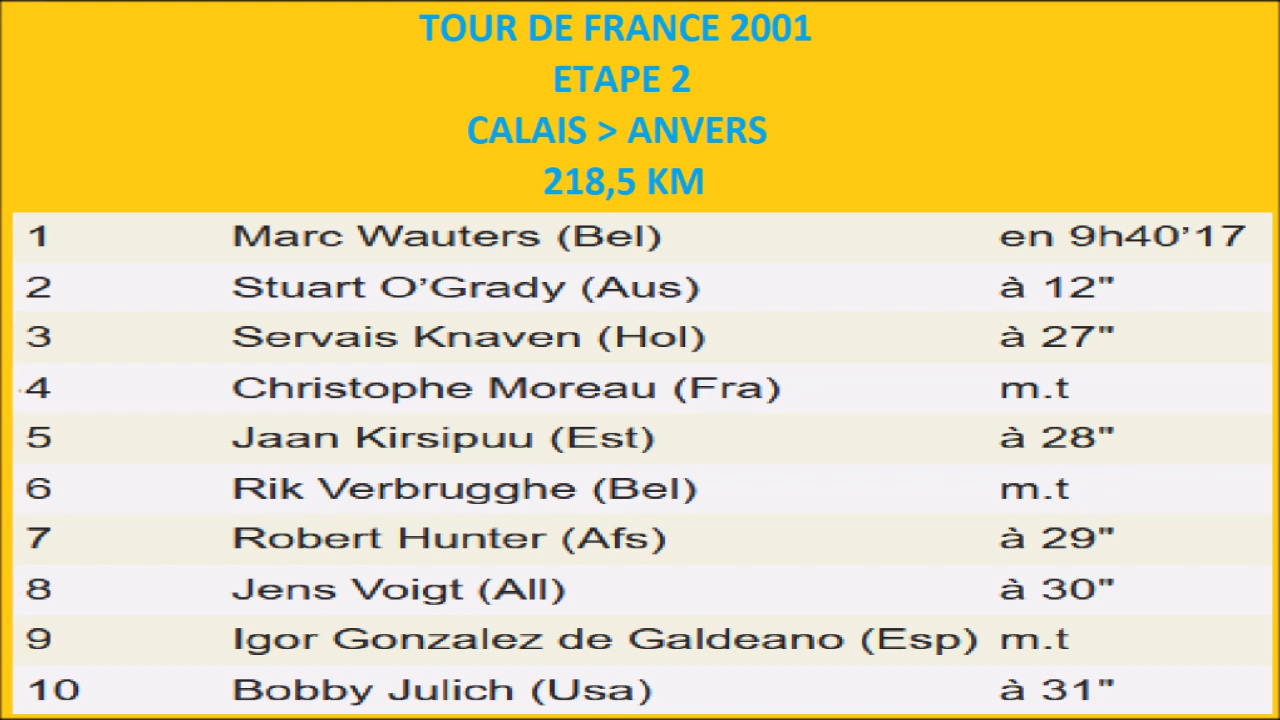 TOUR DE FRANCE 2001
ETAPE 2
CALAIS > ANVERS
218,5 KM
1 Marc Wauters (Bel) en 9h40’17
2 Stuart O’Grady (Aus) à 12"
3 Servais Knaven (Hol) à 27"
4 Christophe Moreau (Fra) m.t
5 Jaan Kirsipuu (Est) à 28"
6 Rik Verbrugghe (Bel) m.t
7 Robert Hunter (Afs) à 29"
8 Jens Voigt (All) à 30"
9 Igor Gonzalez de Galdeano (Esp) m.t
10 Bobby Julich (Usa) à 31"